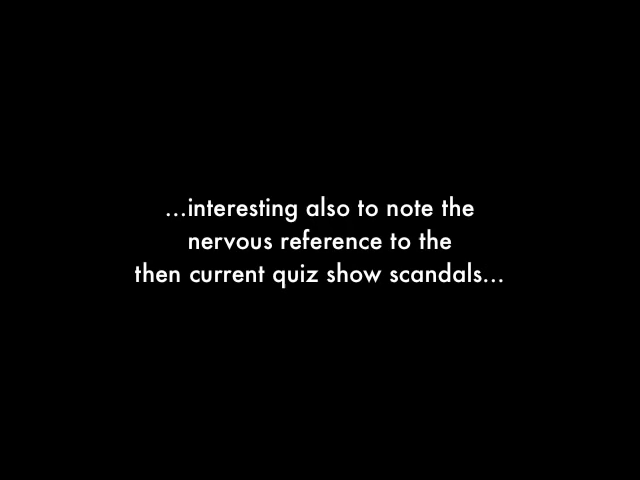 ...interesting also to note the
nervous reference to the
then current quiz show scandals...